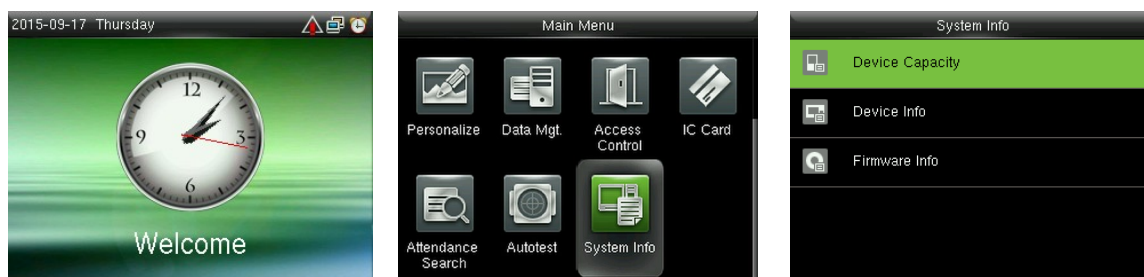 2015-09-17 Thursday
12
9
3
6
Welcome
Main Menu
Personalize
Data Mgt.
Access
Control
IC Card
Attendance
Search
Autotest
System Info
System Info
Device Capacity
Device Info
Firmware Info